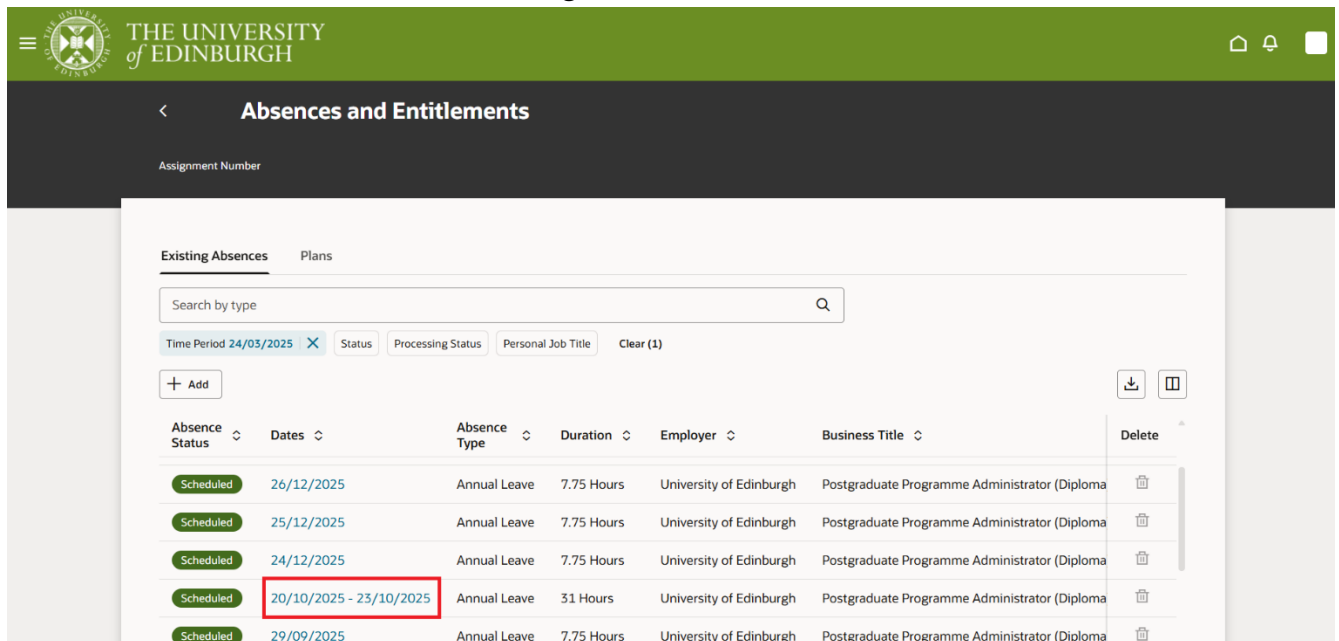 THE UNIVERSITY
of EDINBURGH
Absences and Entitlements
Assignment Number
Existing Absences Plans
Search by type
Time Period 24/03/2025 Status Processing Status Personal Job Title Clear (1)
Add
Absence Status Dates Absence Type Duration Employer Business Title Delete
Scheduled 26/12/2025 Annual Leave 7.75 Hours University of Edinburgh Postgraduate Programme Administrator (Diploma
Scheduled 25/12/2025 Annual Leave 7.75 Hours University of Edinburgh Postgraduate Programme Administrator (Diploma
Scheduled 24/12/2025 Annual Leave 7.75 Hours University of Edinburgh Postgraduate Programme Administrator (Diploma
Scheduled 20/10/2025 - 23/10/2025 Annual Leave 31 Hours University of Edinburgh Postgraduate Programme Administrator (Diploma
Scheduled 29/09/2025 Annual Leave 7.75 Hours University of Edinburgh Postgraduate Programme Administrator (Diploma